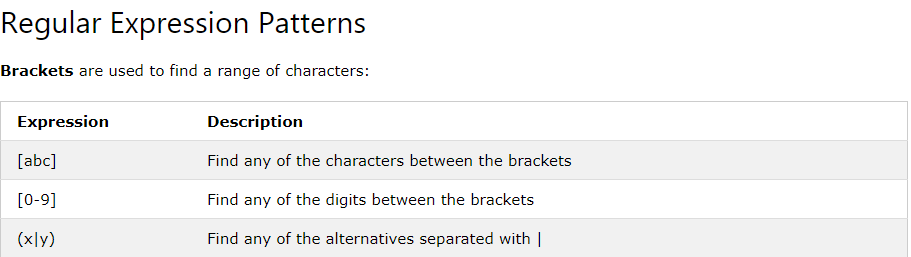 Regular Expression Patterns
Brackets are used to find a range of characters:
Expression Description
[abc] Find any of the characters between the brackets
[0-9] Find any of the digits between the brackets
(x|y) Find any of the alternatives separated with |